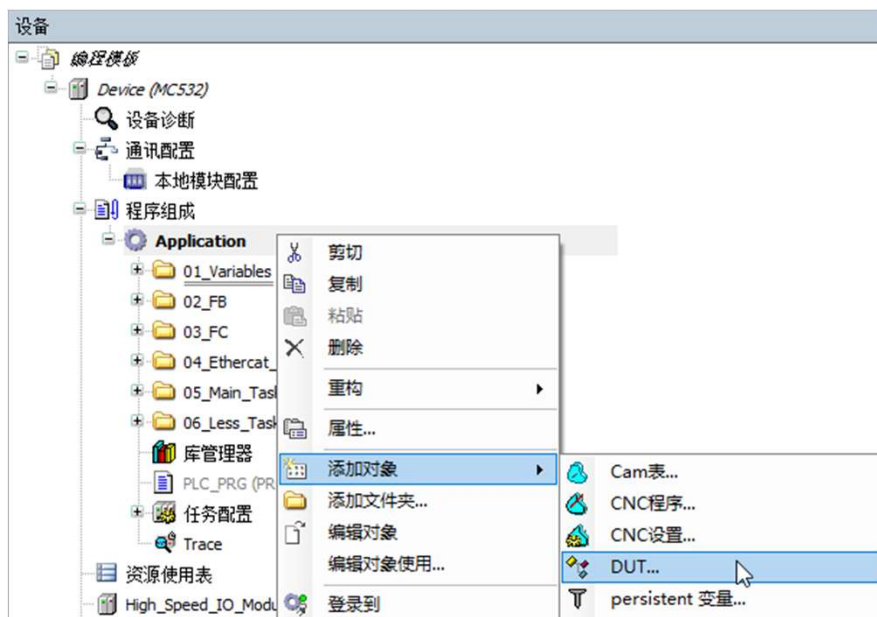 设备
编程模板
Device (MC532)
设备诊断
通讯配置
本地模块配置
程序组成
Application
01_Variables
02_FB
03_FC
04_Ethercat_
05_Main_Tas
06_Less_Task
库管理器
PLC_PRG (PR
任务配置
Trace
资源使用表
High_Speed_IO_Modu
剪切
复制
粘贴
删除
重构
属性...
添加对象
添加文件夹...
编辑对象
编辑对象使用...
登录到
Cam表...
CNC程序...
CNC设置...
DUT...
persistent 变量...